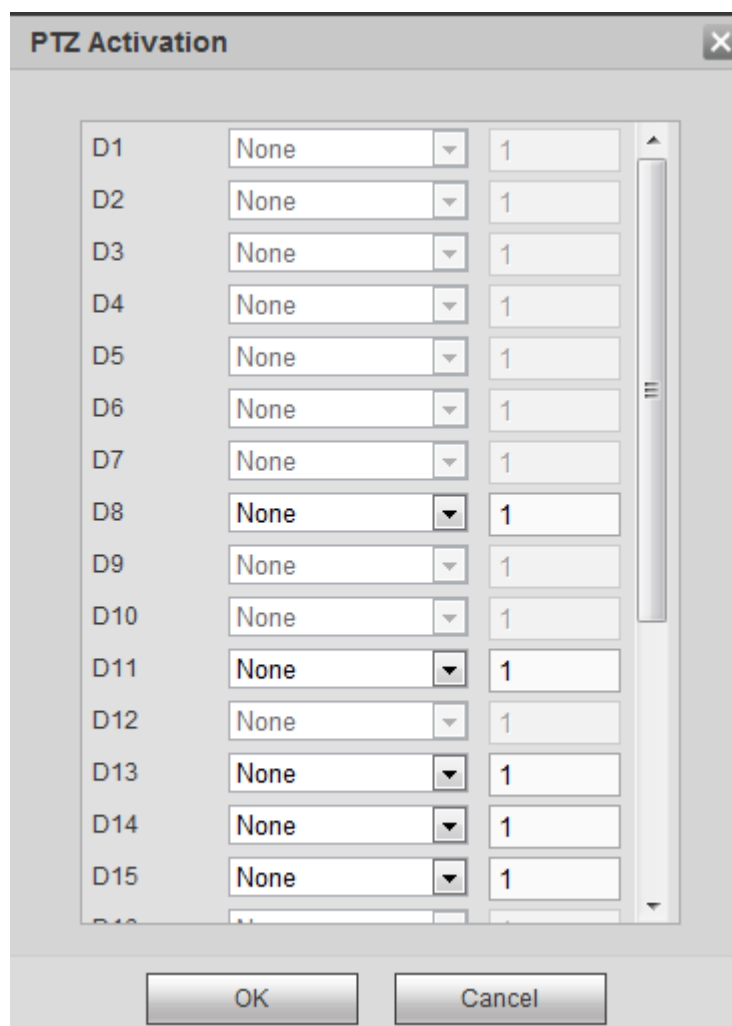 PTZ Activation
D1 None 1
D2 None 1
D3 None 1
D4 None 1
D5 None 1
D6 None 1
D7 None 1
D8 None 1
D9 None 1
D10 None 1
D11 None 1
D12 None 1
D13 None 1
D14 None 1
D15 None 1
OK Cancel